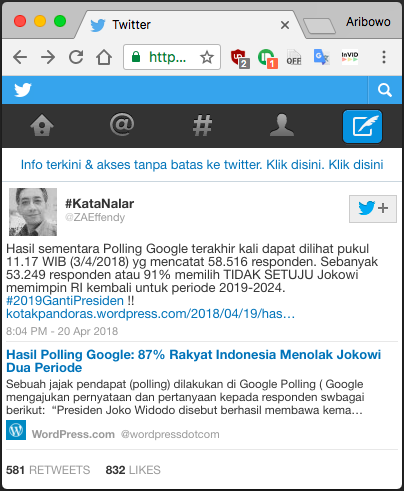 Twitter
Aribowo
http...
2
1
OFF
InVID
@
#
Info terkini & akses tanpa batas ke twitter. Klik disini. Klik disini
#KataNalar
@ZAEffendy
+
Hasil sementara Polling Google terakhir kali dapat dilihat pukul
11.17 WIB (3/4/2018) yg mencatat 58.516 responden. Sebanyak
53.249 responden atau 91% memilih TIDAK SETUJU Jokowi
memimpin RI kembali untuk periode 2019-2024.
#2019GantiPresiden !!
kotakpandoras.wordpress.com/2018/04/19/has…
8:04 PM - 20 Apr 2018
Hasil Polling Google: 87% Rakyat Indonesia Menolak Jokowi
Dua Periode
Sebuah jajak pendapat (polling) dilakukan di Google Polling ( Google
mengajukan pernyataan dan pertanyaan kepada responden swbagai
berikut:  “Presiden Joko Widodo disebut berhasil membawa kema…
WordPress.com @wordpressdotcom
581 RETWEETS 832 LIKES